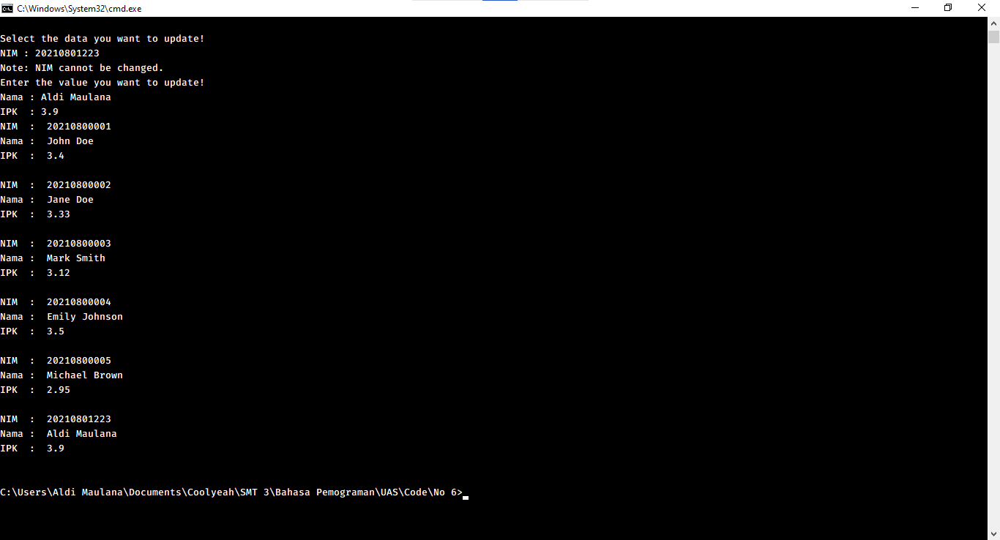 C:\Windows\System32\cmd.exe
Select the data you want to update!
NIM : 20210801223
Note: NIM cannot be changed.
Enter the value you want to update!
Nama : Aldi Maulana
IPK  : 3.9
NIM  :  20210800001
Nama :  John Doe
IPK  :  3.4
NIM  :  20210800002
Nama :  Jane Doe
IPK  :  3.33
NIM  :  20210800003
Nama :  Mark Smith
IPK  :  3.12
NIM  :  20210800004
Nama :  Emily Johnson
IPK  :  3.5
NIM  :  20210800005
Nama :  Michael Brown
IPK  :  2.95
NIM  :  20210801223
Nama :  Aldi Maulana
IPK  :  3.9
C:\Users\Aldi Maulana\Documents\Coolyeah\SMT 3\Bahasa Pemograman\UAS\Code\No 6>